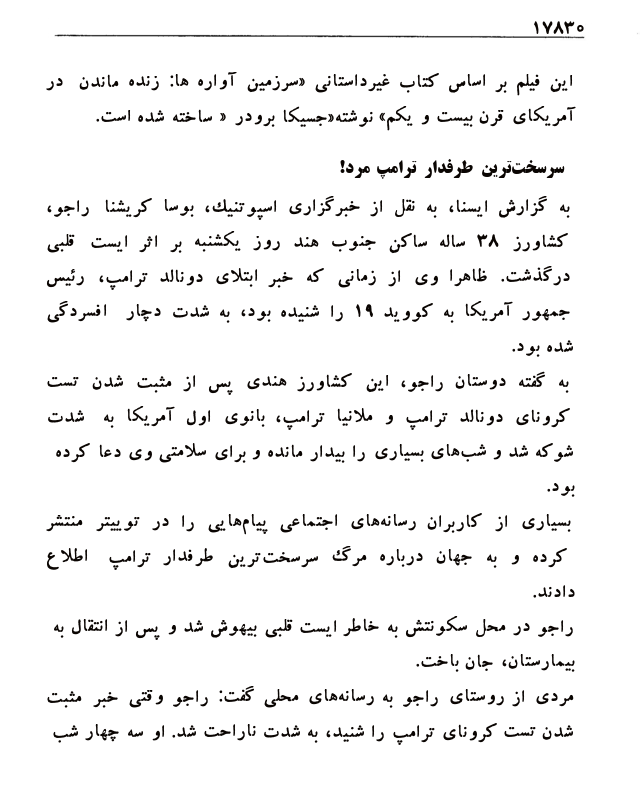 ۱۷۸۳۰
این فیلم بر اساس کتاب غیرداستانی «سرزمین آواره ها: زنده ماندن در
آمریکای قرن بیست و یکم» نوشته«جسیکا برودر « ساخته شده است.
سرسخت‌ترین طرفدار ترامپ مرد!
به گزارش ایسنا، به نقل از خبرگزاری اسپوتنیك، بوسا کریشنا راجو،
کشاورز ۳۸ ساله ساکن جنوب هند روز یکشنبه بر اثر ایست قلبی
درگذشت. ظاهرا وی از زمانی که خبر ابتلای دونالد ترامپ، رئیس
جمهور آمریکا به کووید ۱۹ را شنیده بود، به شدت دچار افسردگی
شده بود.
به گفته دوستان راجو، این کشاورز هندی پس از مثبت شدن تست
کرونای دونالد ترامپ و ملانیا ترامپ، بانوی اول آمریکا به شدت
شوکه شد و شب‌های بسیاری را بیدار مانده و برای سلامتی وی دعا کرده
بود.
بسیاری از کاربران رسانه‌های اجتماعی پیام‌هایی را در توییتر منتشر
کرده و به جهان درباره مرگ سرسخت‌ترین طرفدار ترامپ اطلاع
دادند.
راجو در محل سکونتش به خاطر ایست قلبی بیهوش شد و پس از انتقال به
بیمارستان، جان باخت.
مردی از روستای راجو به رسانه‌های محلی گفت: راجو وقتی خبر مثبت
شدن تست کرونای ترامپ را شنید، به شدت ناراحت شد. او سه چهار شب